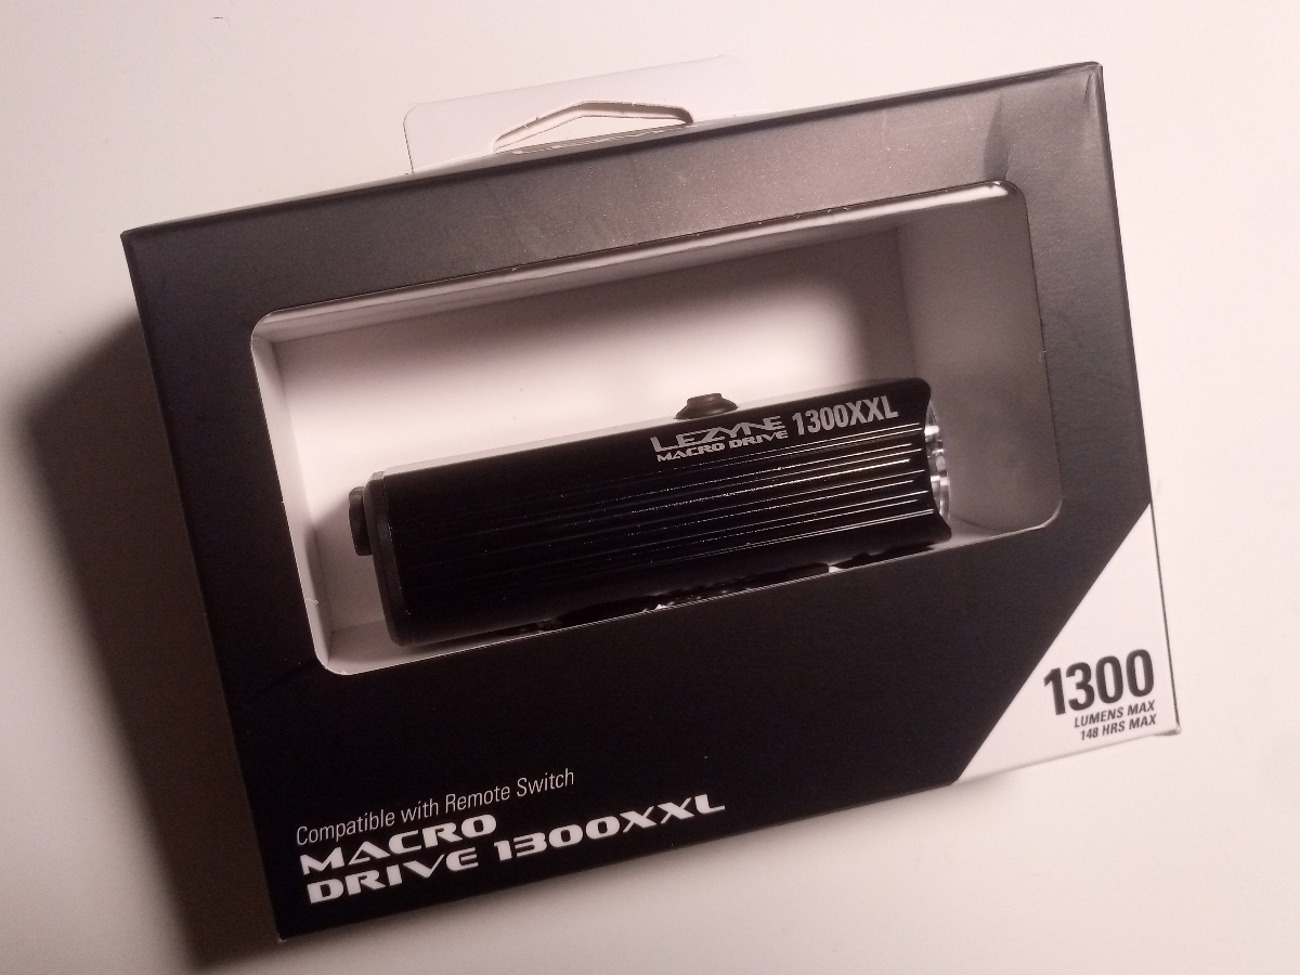 LEZYNE
MACRO DRIVE 1300XXL
1300
LUMENS MAX
148 HRS MAX
Compatible with Remote Switch
MACRO
DRIVE 1300XXL